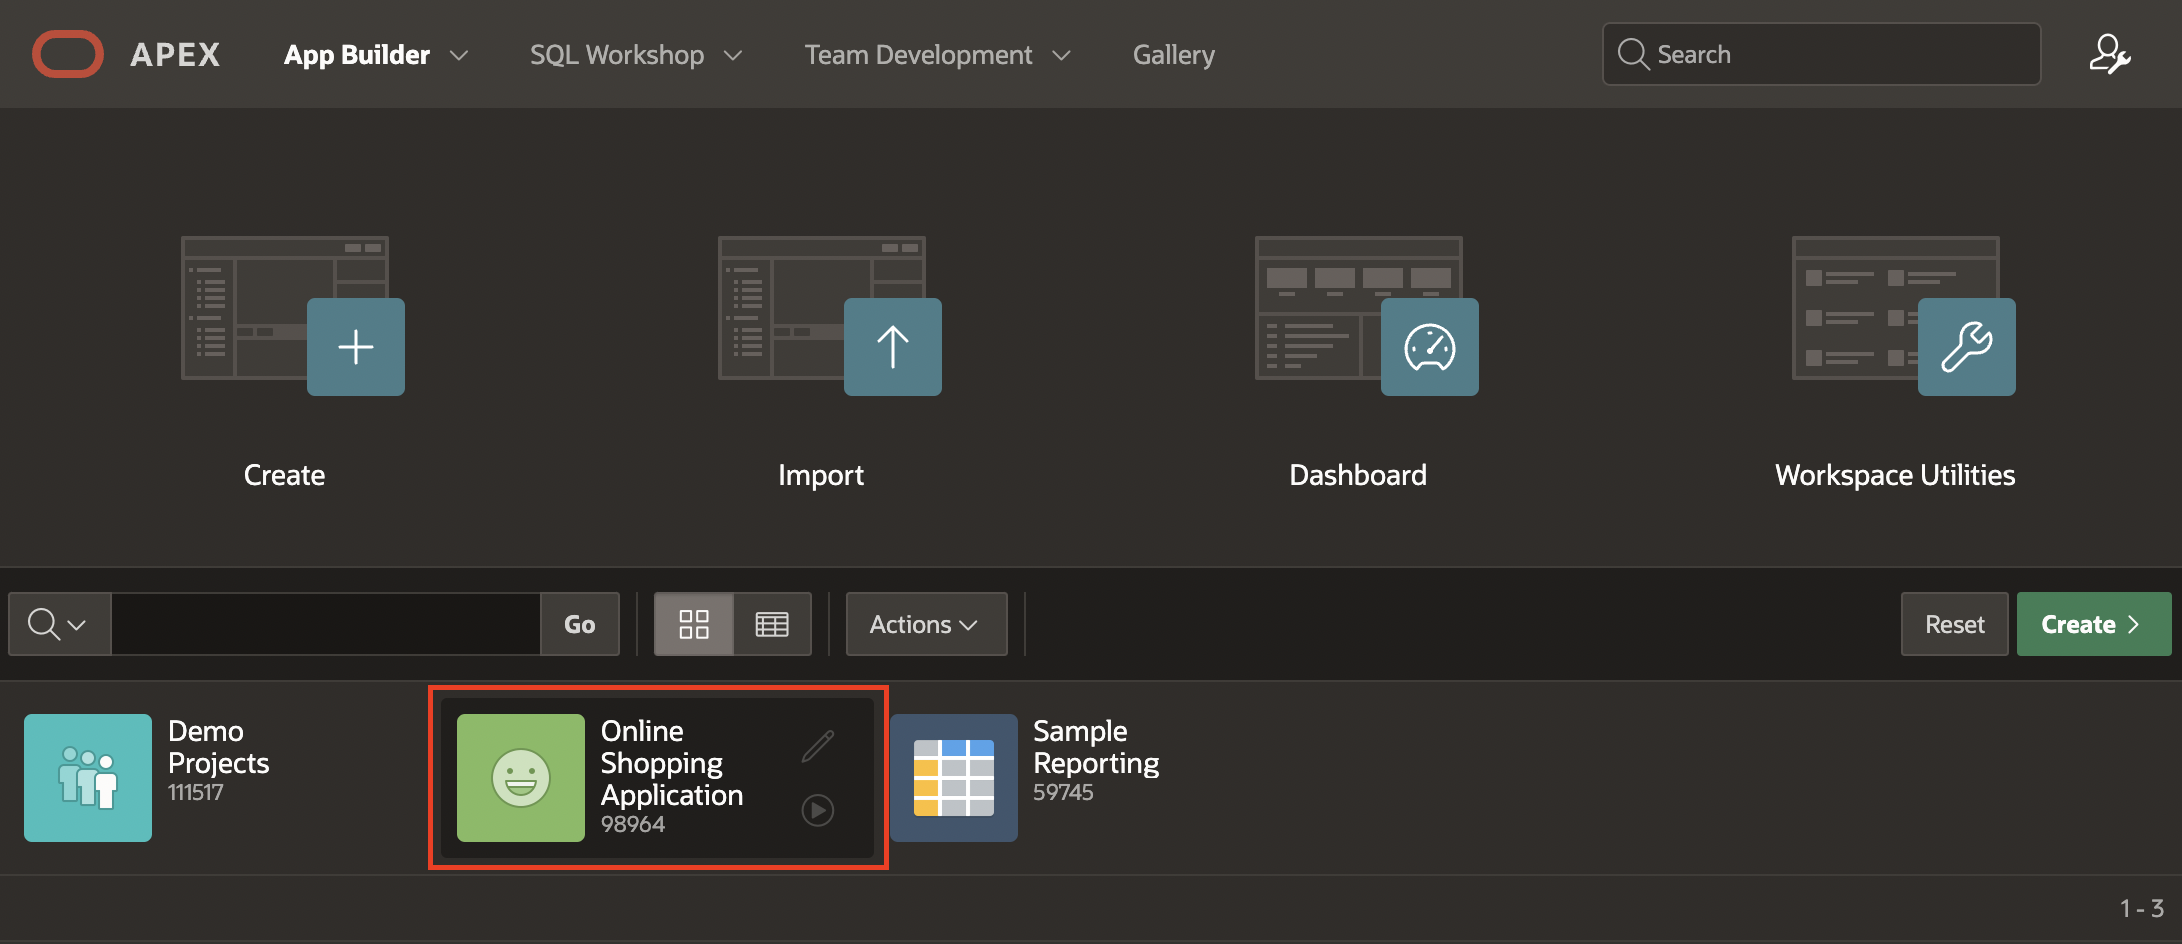 APEX
App Builder
SQL Workshop
Team Development
Gallery
Search
Create
Import
Dashboard
Workspace Utilities
Go
Actions
Reset
Create
Demo
Projects
111517
Online
Shopping
Application
98964
Sample
Reporting
59745
1 - 3